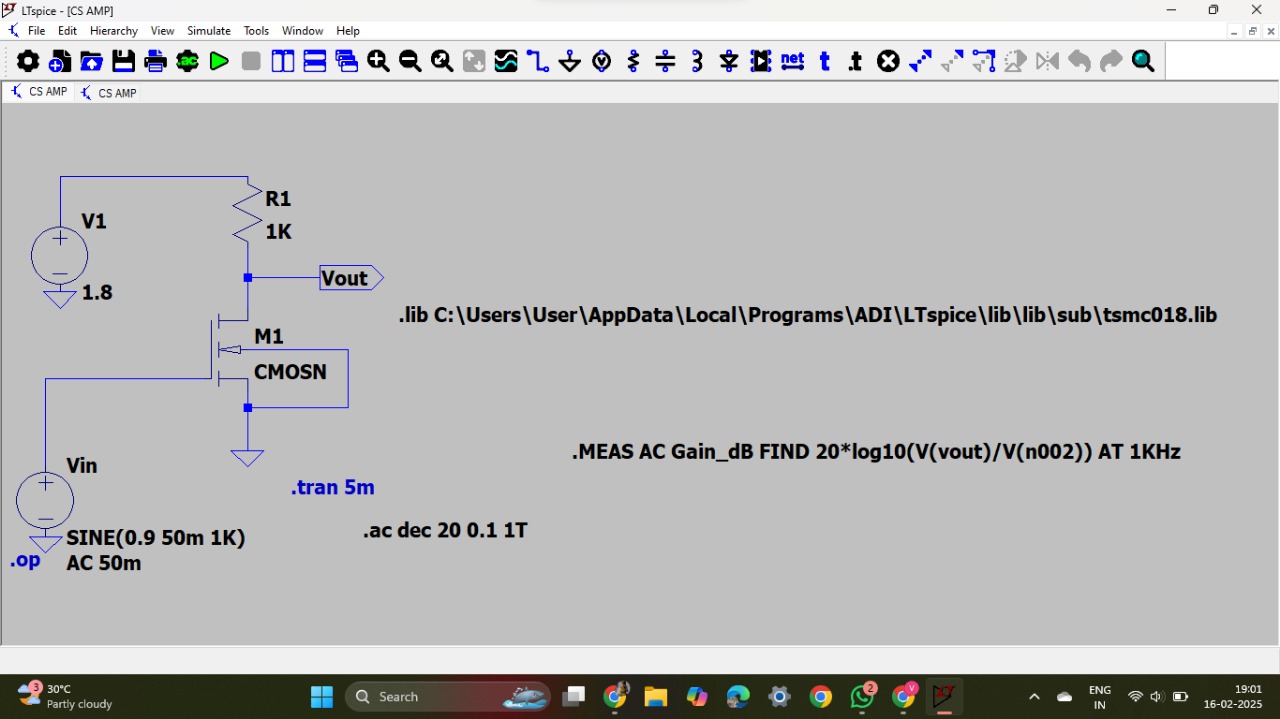 LTspice - [CS AMP]
File Edit Hierarchy View Simulate Tools Window Help
.ac
net
t
.t
CS AMP
CS AMP
R1
1K
V1
1.8
Vout
.lib C:\Users\User\AppData\Local\Programs\ADI\LTspice\lib\lib\sub\tsmc018.lib
M1
CMOSN
.MEAS AC Gain_dB FIND 20*log10(V(vout)/V(n002)) AT 1KHz
Vin
.tran 5m
.ac dec 20 0.1 1T
SINE(0.9 50m 1K)
AC 50m
.op
3
30°C
Partly cloudy
Search
2
V
ENG
IN
19:01
16-02-2025